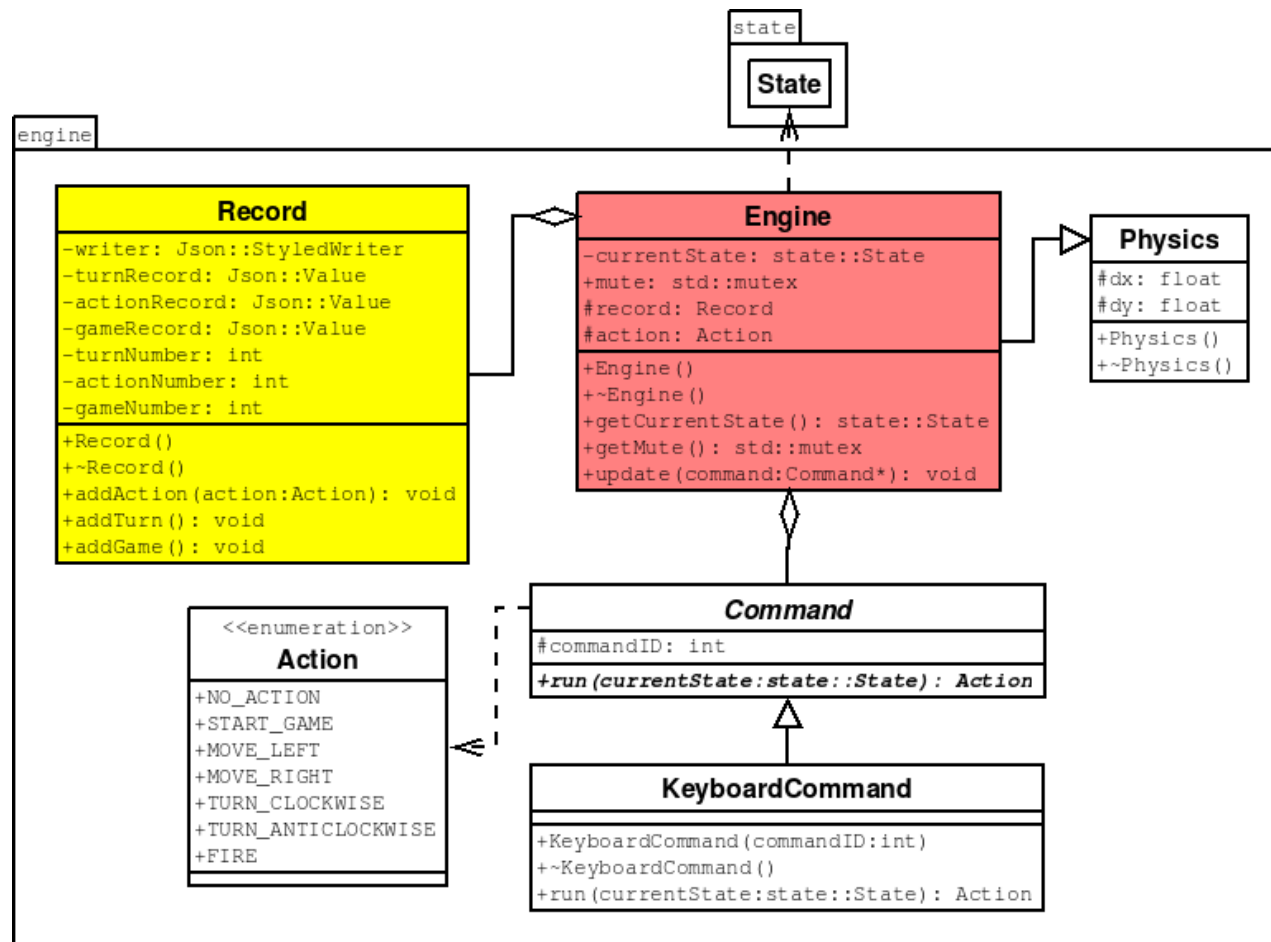 state
State
engine
Record
-writer: Json::StyledWriter
-turnRecord: Json::Value
-actionRecord: Json::Value
-gameRecord: Json::Value
-turnNumber: int
-actionNumber: int
-gameNumber: int
+Record()
+~Record()
+addAction(action:Action): void
+addTurn(): void
+addGame(): void
Engine
-currentState: state::State
+mute: std::mutex
#record: Record
#action: Action
+Engine()
+~Engine()
+getCurrentState(): state::State
+getMute(): std::mutex
+update(command:Command*): void
Physics
#dx: float
#dy: float
+Physics()
+~Physics()
<<enumeration>>
Action
+NO_ACTION
+START_GAME
+MOVE_LEFT
+MOVE_RIGHT
+TURN_CLOCKWISE
+TURN_ANTICLOCKWISE
+FIRE
Command
#commandID: int
+run(currentState:state::State): Action
KeyboardCommand
+KeyboardCommand(commandID:int)
+~KeyboardCommand()
+run(currentState:state::State): Action